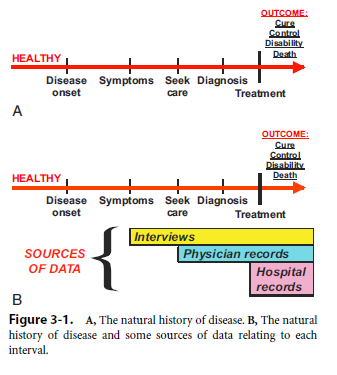 OUTCOME:
Cure
Control
Disability
Death
HEALTHY
Disease onset
Symptoms
Seek care
Diagnosis
Treatment
A
OUTCOME:
Cure
Control
Disability
Death
HEALTHY
Disease onset
Symptoms
Seek care
Diagnosis
Treatment
SOURCES
OF DATA
Interviews
Physician records
Hospital
records
B
Figure 3-1. A, The natural history of disease. B, The natural
history of disease and some sources of data relating to each
interval.